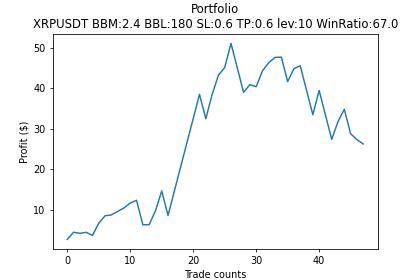 Portfolio
XRPUSDT BBM:2.4 BBL:180 SL:0.6 TP:0.6 lev:10 WinRatio:67.0
50
40
30
20
10
Profit ($)
0 10 20 30 40
Trade counts